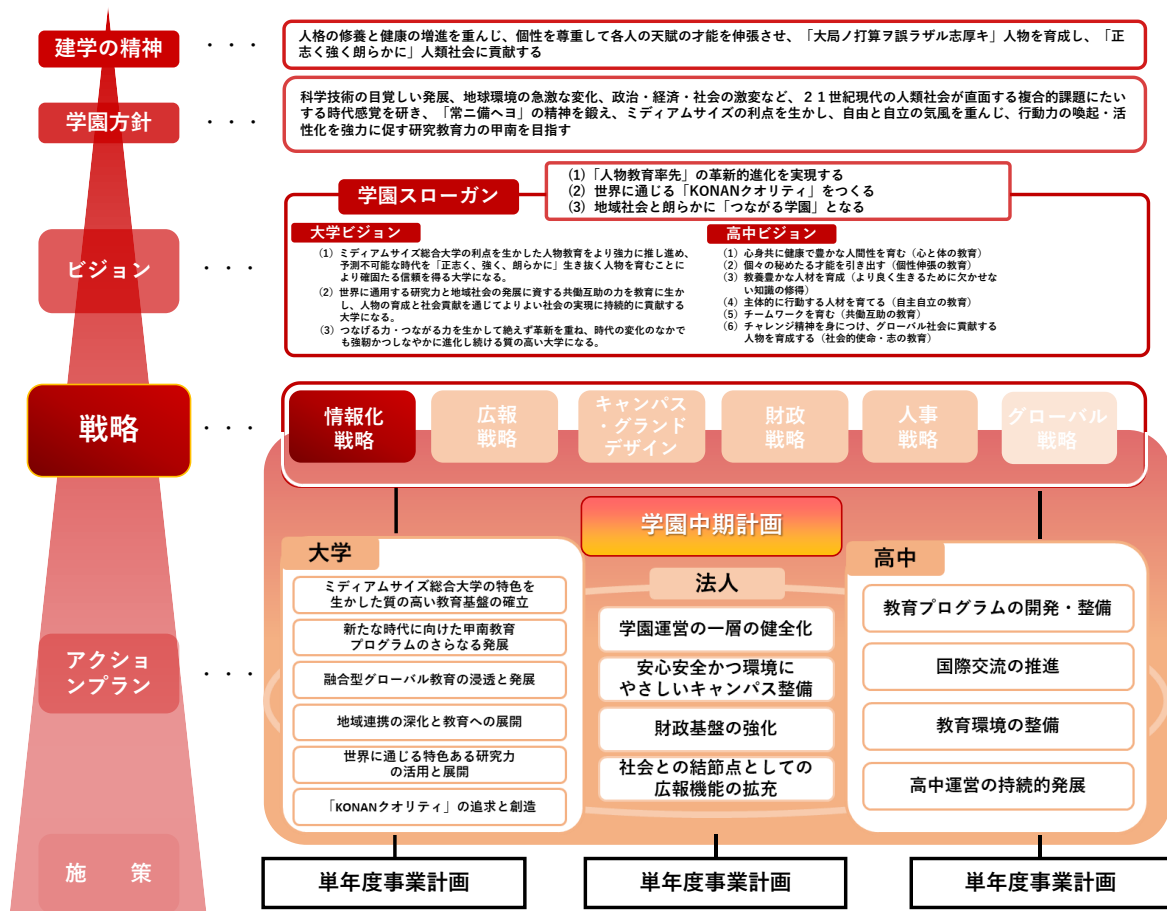 建学の精神
・・・
人格の修養と健康の増進を重んじ、個性を尊重して各人の天賦の才能を伸張させ、「大局ノ打算ヲ誤ラザル志厚キ」人物を育成し、「正
志く強く朗らかに」人類社会に貢献する
学園方針
・・・
科学技術の目覚しい発展、地球環境の急激な変化、政治・経済・社会の激変など、２１世紀現代の人類社会が直面する複合的課題にたい
する時代感覚を研き、「常ニ備ヘヨ」の精神を鍛え、ミディアムサイズの利点を生かし、自由と自立の気風を重んじ、行動力の喚起・活
性化を強力に促す研究教育力の甲南を目指す
ビジョン
・・・
学園スローガン
（1）「人物教育率先」の革新的進化を実現する
（2） 世界に通じる「KONANクオリティ」をつくる
（3） 地域社会と朗らかに「つながる学園」となる
大学ビジョン
（1） ミディアムサイズ総合大学の利点を生かした人物教育をより強力に推し進め、
予測不可能な時代を「正志く、強く、朗らかに」生き抜く人物を育むことに
より確固たる信頼を得る大学になる。
（2） 世界に通用する研究力と地域社会の発展に資する共働互助の力を教育に生か
し、人物の育成と社会貢献を通じてよりよい社会の実現に持続的に貢献する
大学になる。
（3） つなげる力・つながる力を生かして絶えず革新を重ね、時代の変化のなかで
も強靭かつしなやかに進化し続ける質の高い大学になる。
高中ビジョン
（1） 心身共に健康で豊かな人間性を育む（心と体の教育）
（2） 個々の秘めたる才能を引き出す（個性伸張の教育）
（3） 教養豊かな人材を育成（より良く生きるために欠かせな
い知識の修得）
（4） 主体的に行動する人材を育てる（自主自立の教育）
（5） チームワークを育む（共働互助の教育）
（6） チャレンジ精神を身につけ、グローバル社会に貢献する
人物を育成する（社会的使命・志の教育）
戦略
・・・
情報化
戦略
広報
戦略
キャンパス
・グランド
デザイン
財政
戦略
人事
戦略
グローバル
戦略
学園中期計画
アクショ
ンプラン
・・・
大学
ミディアムサイズ総合大学の特色を
生かした質の高い教育基盤の確立
新たな時代に向けた甲南教育
プログラムのさらなる発展
融合型グローバル教育の浸透と発展
地域連携の深化と教育への展開
世界に通じる特色ある研究力
の活用と展開
「KONANクオリティ」の追求と創造
法人
学園運営の一層の健全化
安心安全かつ環境に
やさしいキャンパス整備
財政基盤の強化
社会との結節点としての
広報機能の拡充
高中
教育プログラムの開発・整備
国際交流の推進
教育環境の整備
高中運営の持続的発展
施　策
単年度事業計画
単年度事業計画
単年度事業計画